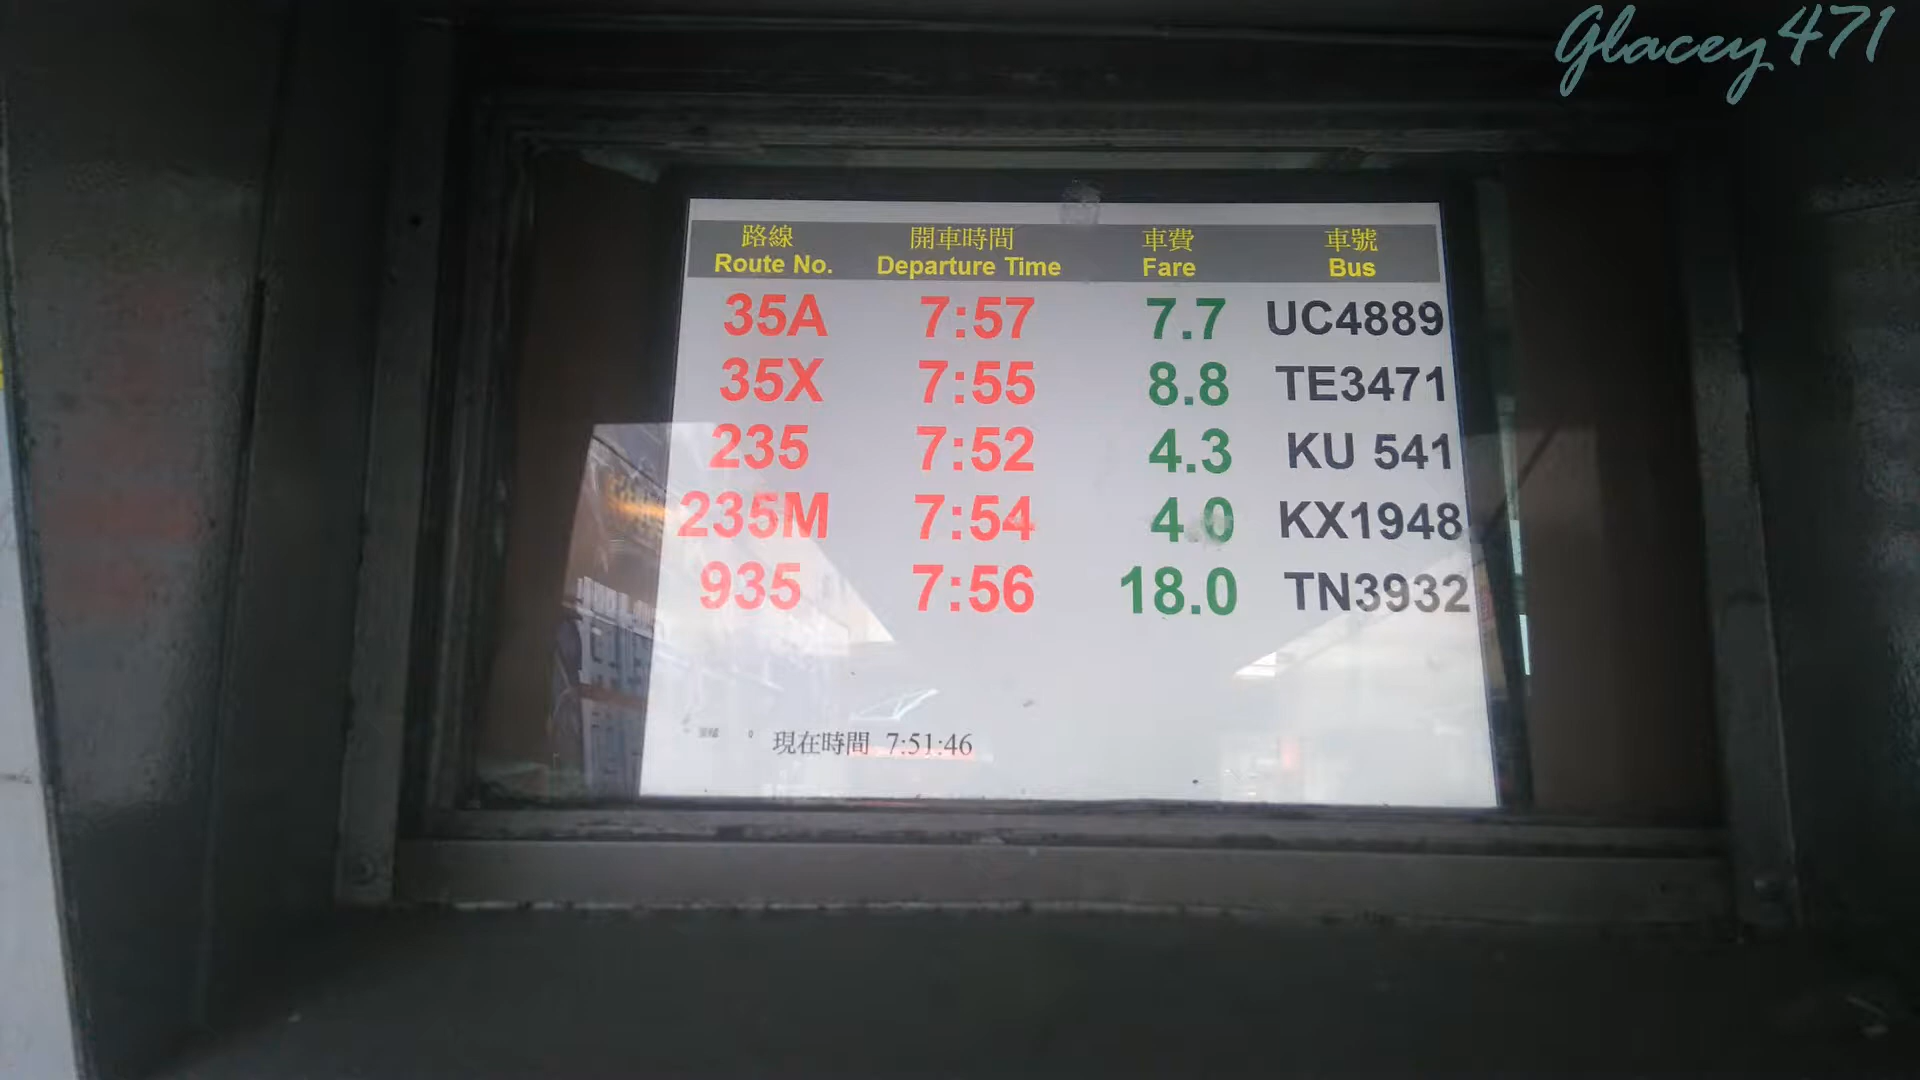 Glacey471
路線 開車時間 車費 車號
Route No. Departure Time Fare Bus
35A 7:57 7.7 UC4889
35X 7:55 8.8 TE3471
235 7:52 4.3 KU 541
235M 7:54 4.0 KX1948
935 7:56 18.0 TN3932
0 現在時間 7:51:46